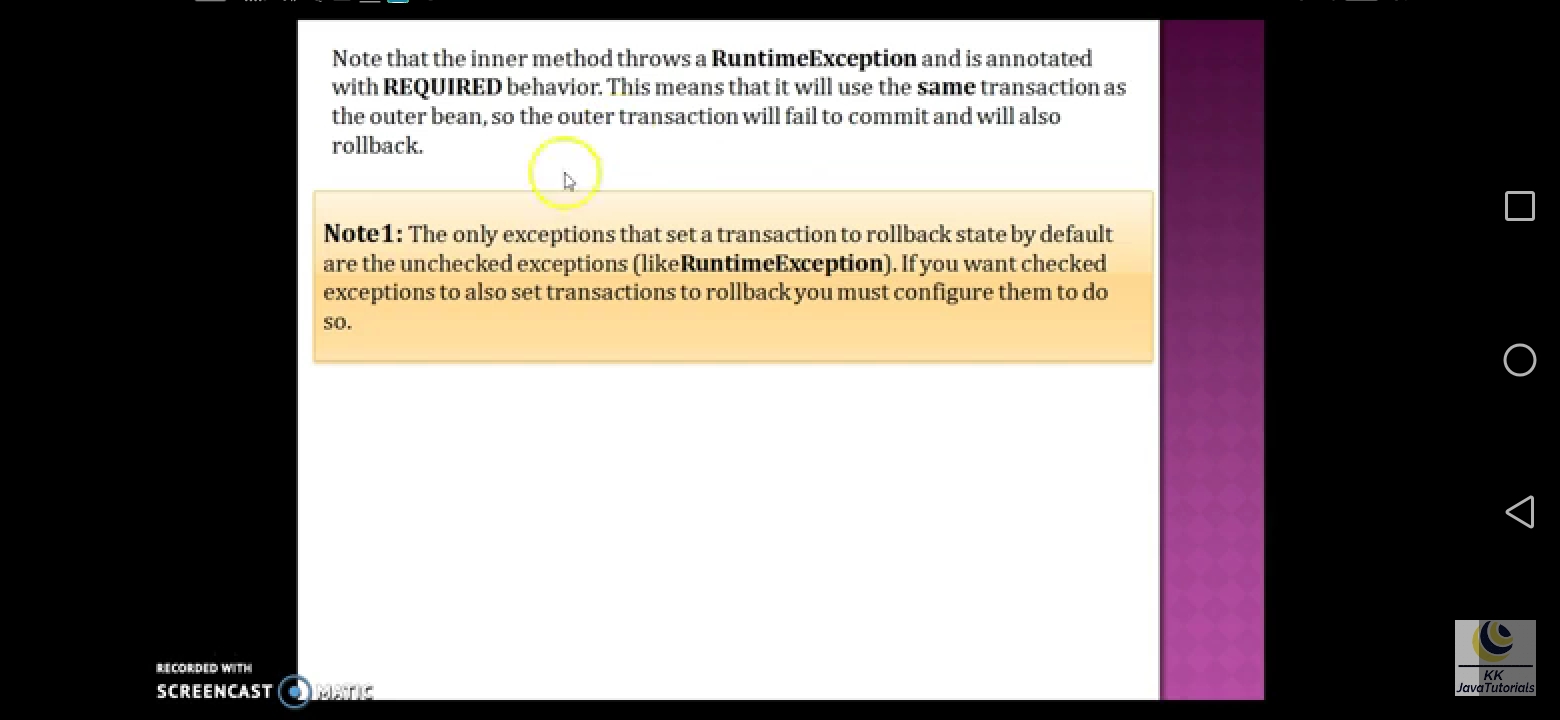 Note that the inner method throws a RuntimeException and is annotated
with REQUIRED behavior. This means that it will use the same transaction as
the outer bean, so the outer transaction will fail to commit and will also
rollback.
Note1: The only exceptions that set a transaction to rollback state by default
are the unchecked exceptions (likeRuntimeException). If you want checked
exceptions to also set transactions to rollback you must configure them to do
so.
RECORDED WITH
SCREENCAST MATIC
KK
JavaTutorials